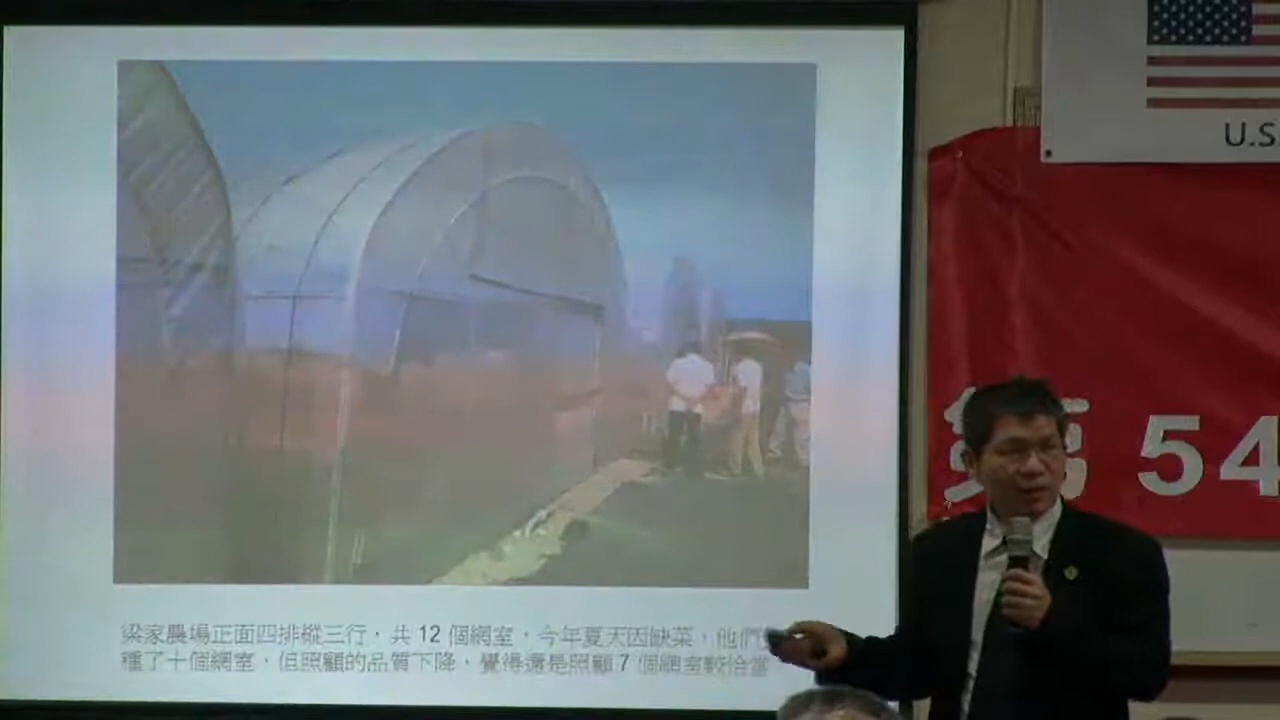 U.S.
第 54
梁家農場正面四排縱三行，共 12 個網室，今年夏天因缺菜，他們
種了十個網室，但照顧的品質下降，覺得還是照顧 7 個網室較恰當